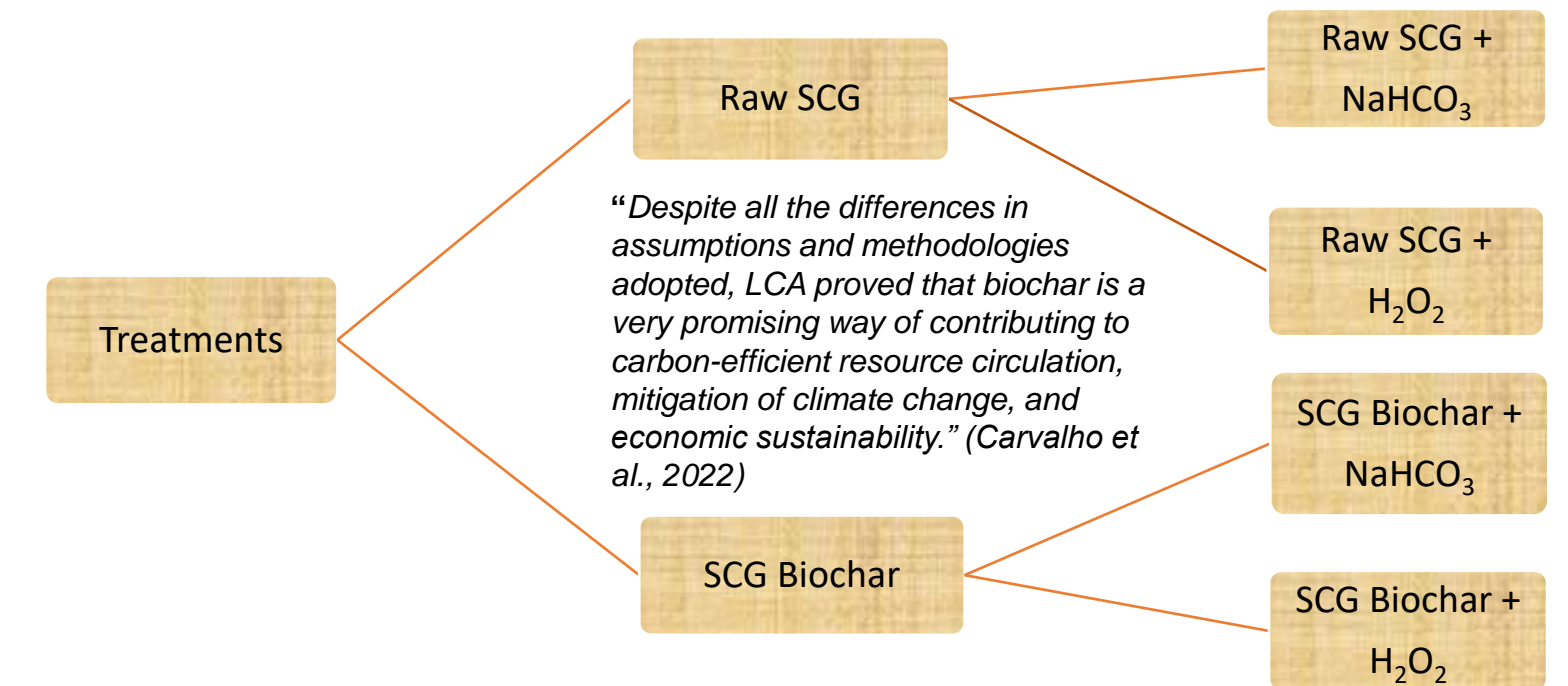 Treatments
Raw SCG
Raw SCG +
NaHCO₃
Raw SCG +
H₂O₂
“Despite all the differences in
assumptions and methodologies
adopted, LCA proved that biochar is a
very promising way of contributing to
carbon-efficient resource circulation,
mitigation of climate change, and
economic sustainability.” (Carvalho et
al., 2022)
SCG Biochar
SCG Biochar +
NaHCO₃
SCG Biochar +
H₂O₂